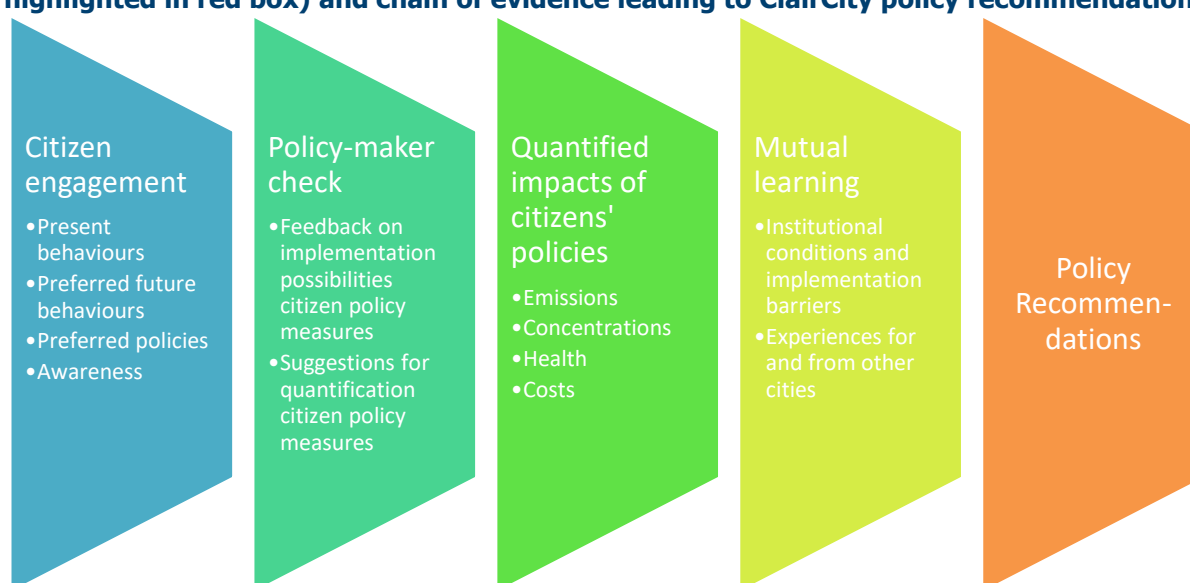 highlighted in red box) and chain of evidence leading to ClairCity policy recommendation
Citizen
engagement
•Present
behaviours
•Preferred future
behaviours
•Preferred policies
•Awareness
Policy-maker
check
•Feedback on
implementation
possibilities
citizen policy
measures
•Suggestions for
quantification
citizen policy
measures
Quantified
impacts of
citizens'
policies
•Emissions
•Concentrations
•Health
•Costs
Mutual
learning
•Institutional
conditions and
implementation
barriers
•Experiences for
and from other
cities
Policy
Recommen-
dations